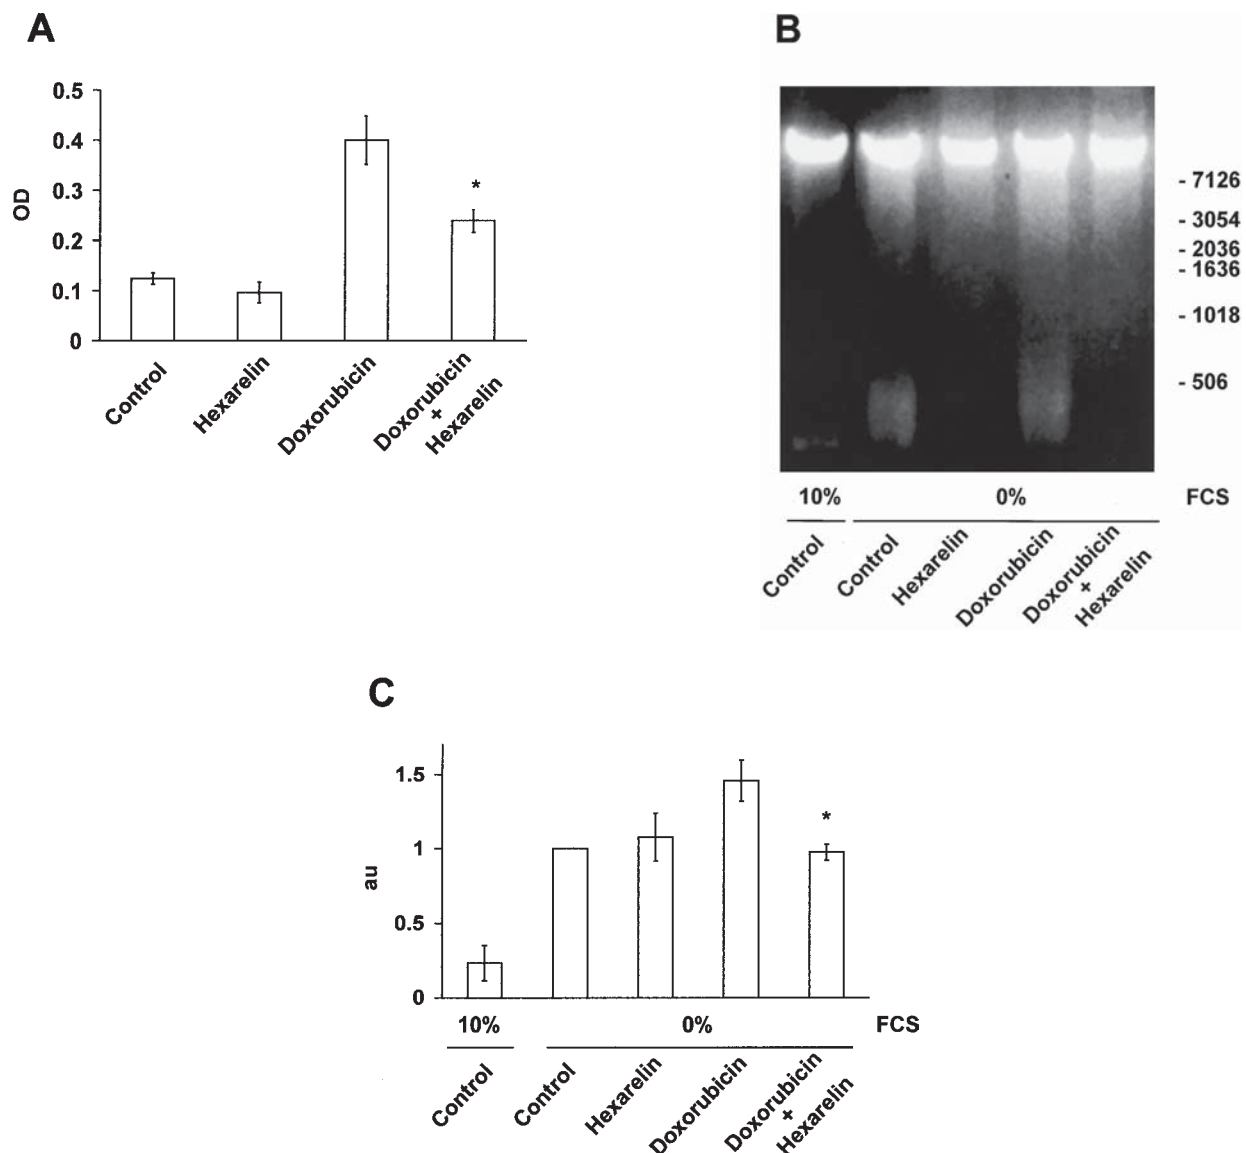 A
0.5
0.4
0.3
0.2
0.1
0
OD
*
Control
Hexarelin
Doxorubicin
Doxorubicin
+
Hexarelin
B
- 7126
- 3054
- 2036
- 1636
- 1018
- 506
10%
0%
FCS
Control
Control
Hexarelin
Doxorubicin
Doxorubicin
+
Hexarelin
C
1.5
1
0.5
0
au
*
10%
0%
FCS
Control
Control
Hexarelin
Doxorubicin
Doxorubicin
+
Hexarelin